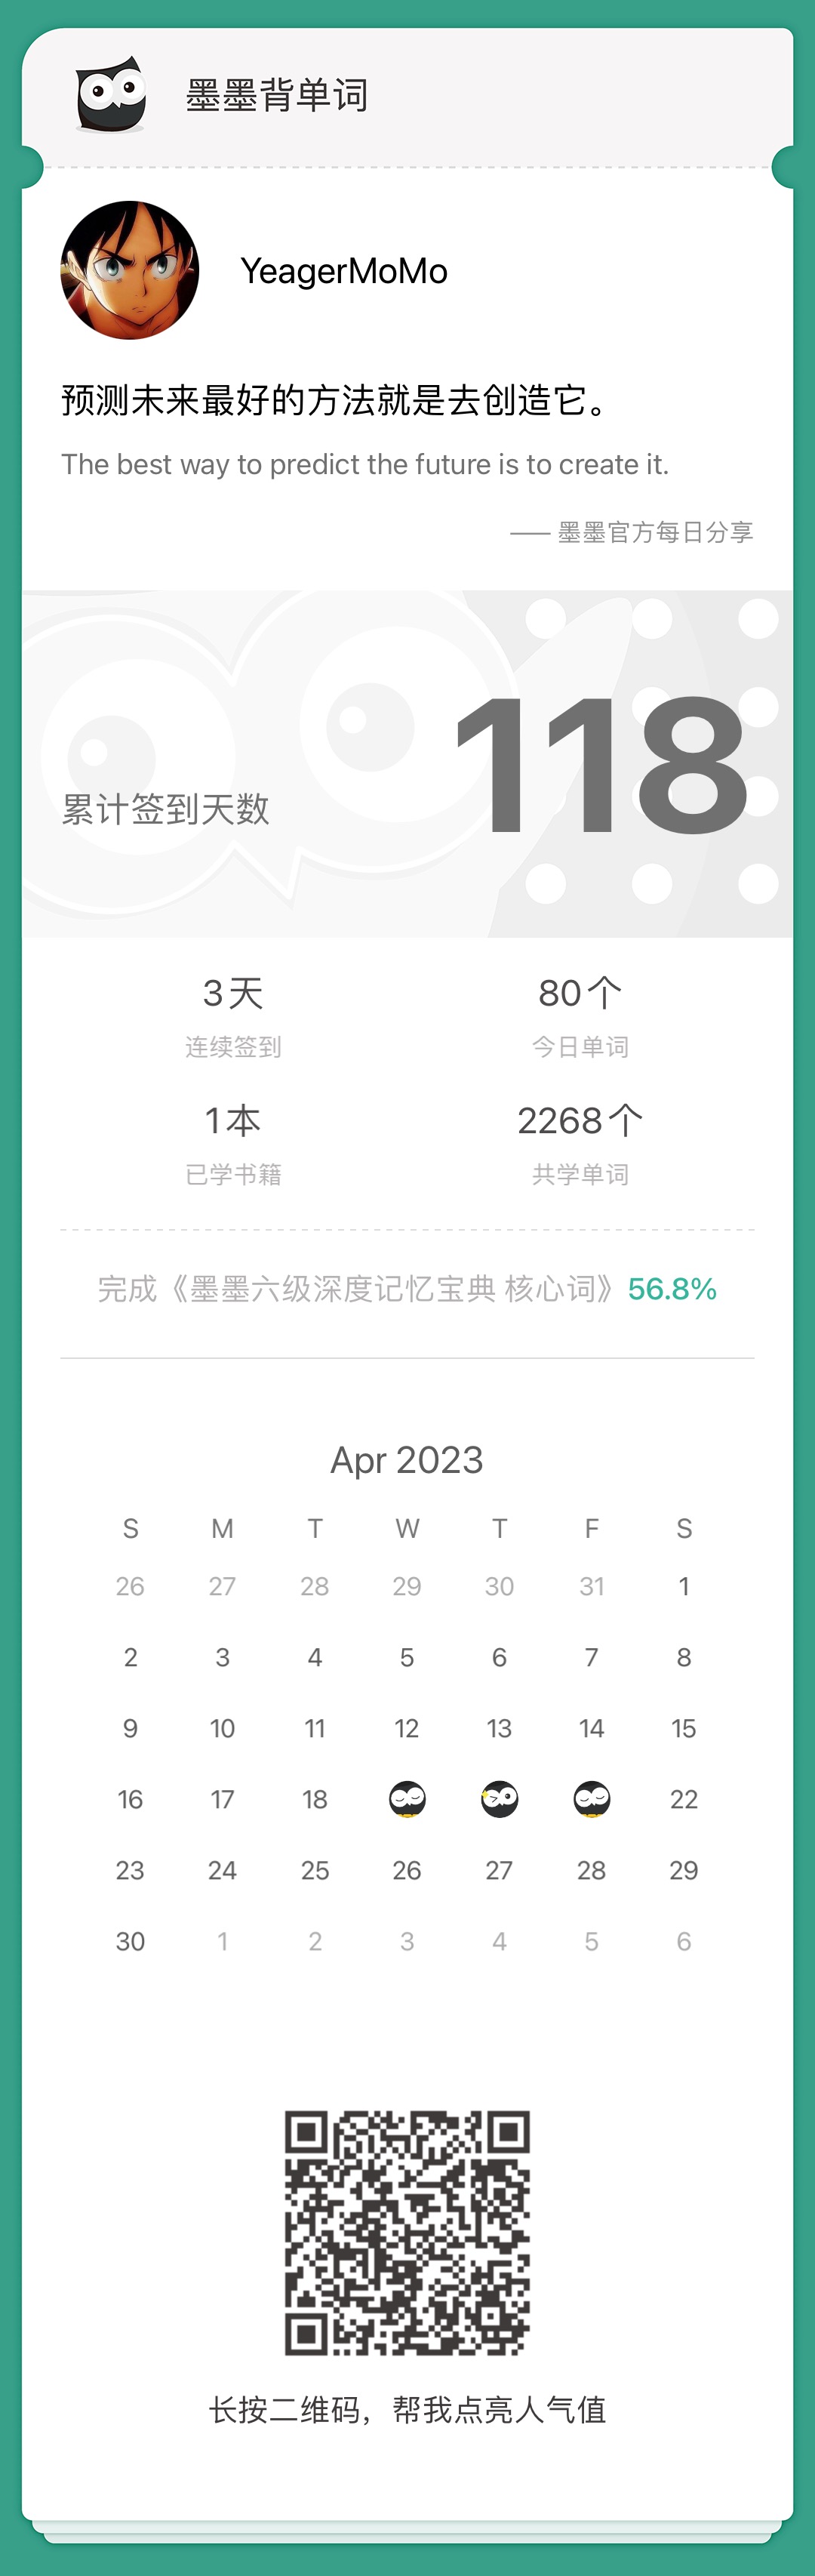 墨墨背单词
YeagerMoMo
预测未来最好的方法就是去创造它。
The best way to predict the future is to create it.
—— 墨墨官方每日分享
累计签到天数 118
3天 80个
连续签到 今日单词
1本 2268个
已学书籍 共学单词
完成《墨墨六级深度记忆宝典 核心词》56.8%
Apr 2023
S M T W T F S
26 27 28 29 30 31 1
2 3 4 5 6 7 8
9 10 11 12 13 14 15
16 17 18 22
23 24 25 26 27 28 29
30 1 2 3 4 5 6
长按二维码，帮我点亮人气值